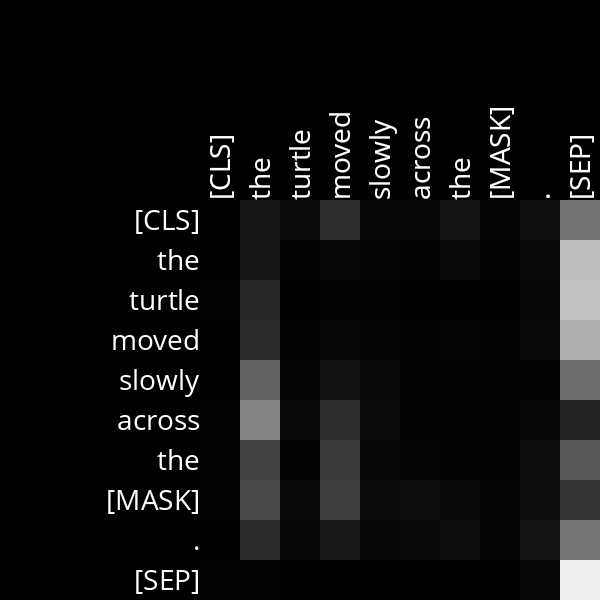 [CLS] the turtle moved slowly across the [MASK] . [SEP]
[CLS]
the
turtle
moved
slowly
across
the
[MASK]
.
[SEP]